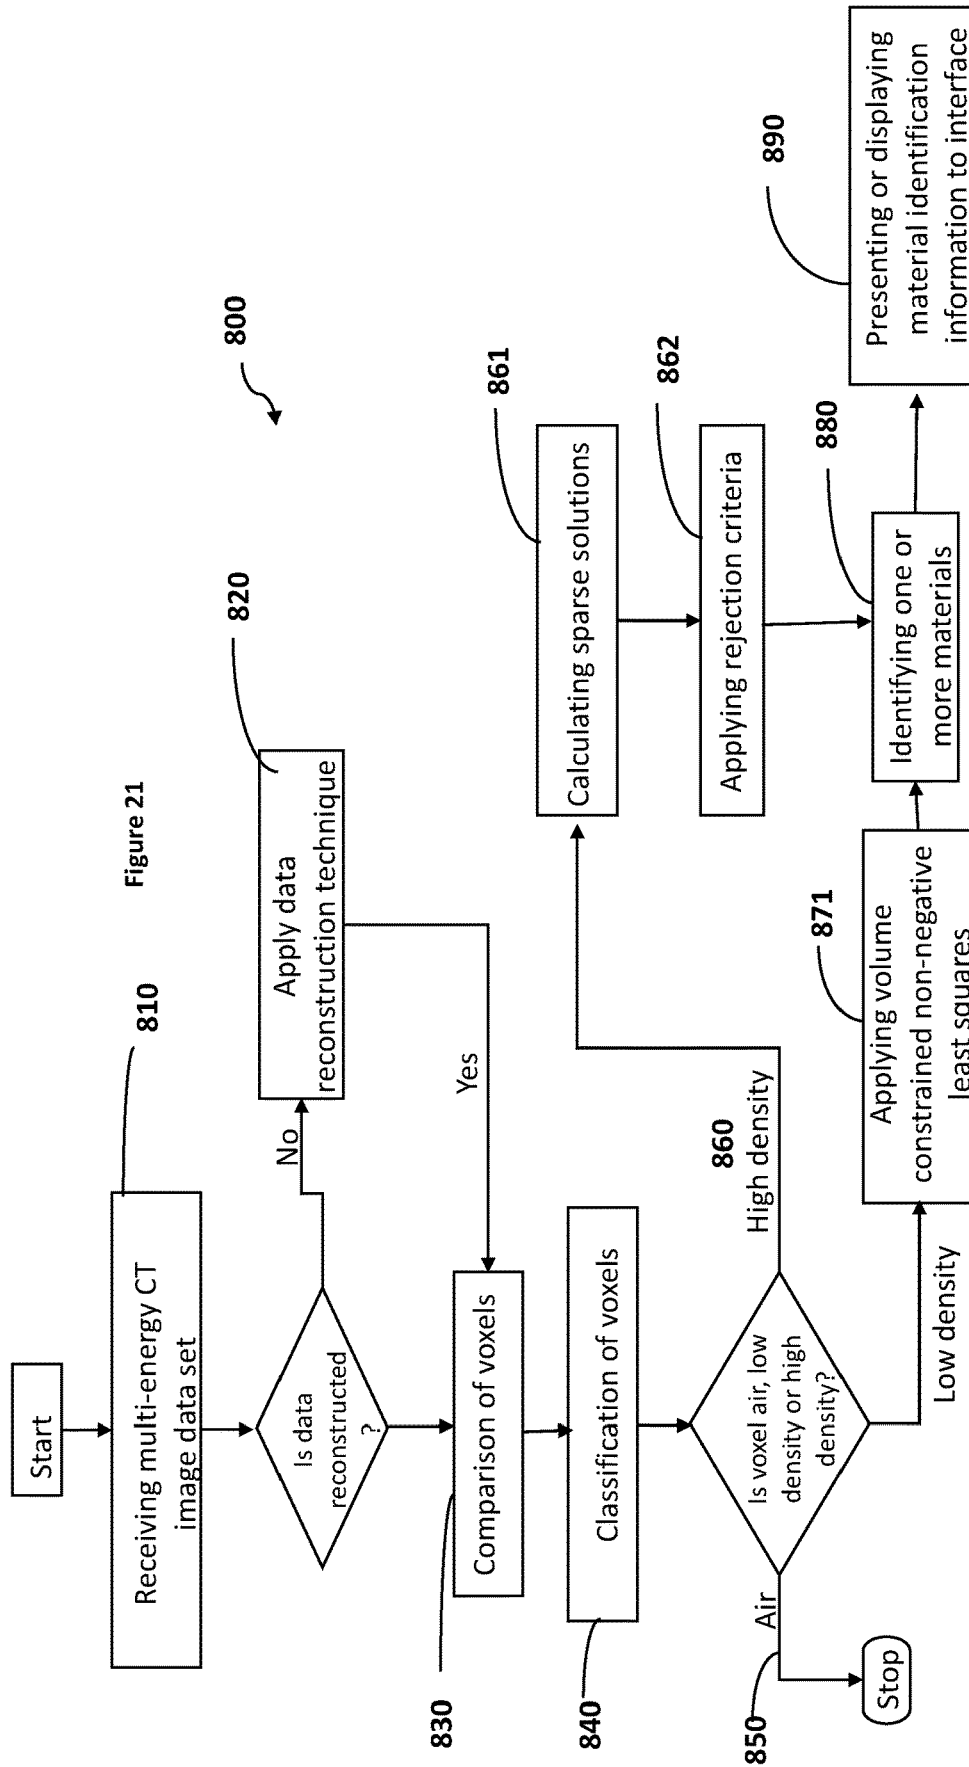 Figure 21
800
Start
Receiving multi-energy CT
image data set
810
Is data
reconstructed
?
No
Apply data
reconstruction technique
820
Yes
Comparison of voxels
830
Classification of voxels
840
Is voxel air, low
density or high
density?
Air
850
Stop
High density
860
Calculating sparse solutions
861
Applying rejection criteria
862
Low density
Applying volume
constrained non-negative
least squares
871
Identifying one or
more materials
880
Presenting or displaying
material identification
information to interface
890